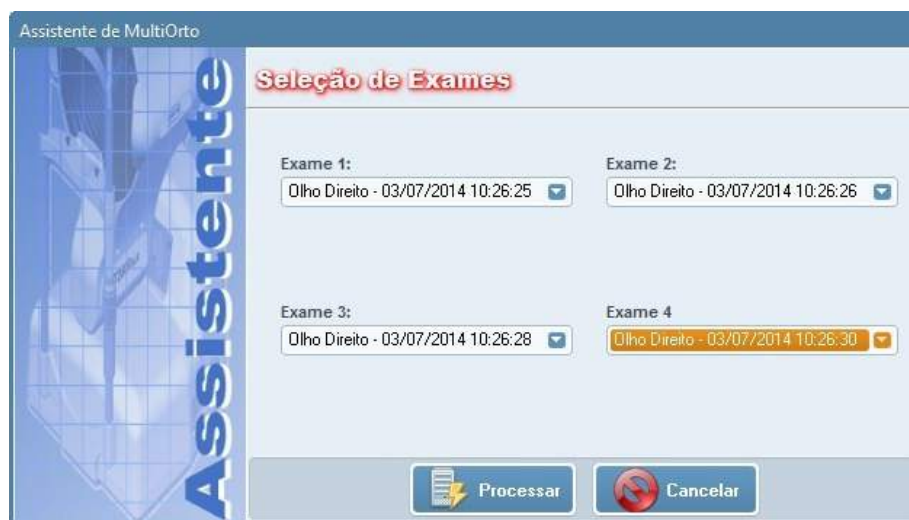 Assistente de MultiOrto
Assistente
Seleção de Exames
Exame 1:
Olho Direito - 03/07/2014 10:26:25
Exame 2:
Olho Direito - 03/07/2014 10:26:26
Exame 3:
Olho Direito - 03/07/2014 10:26:28
Exame 4
Olho Direito - 03/07/2014 10:26:30
Processar
Cancelar